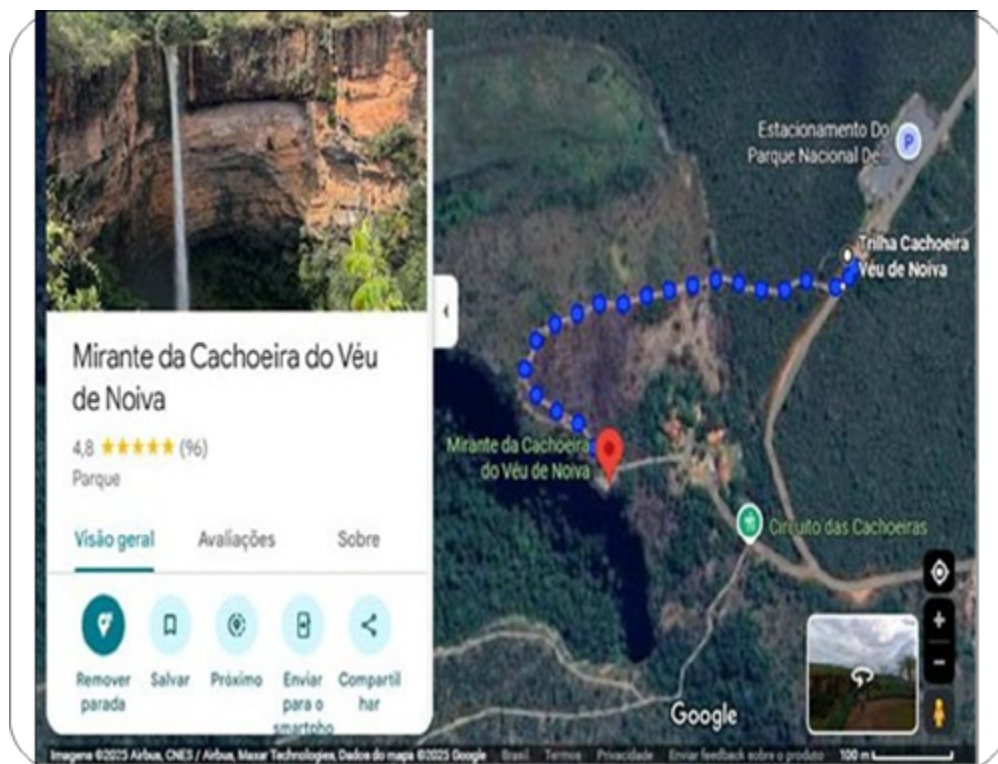 Mirante da Cachoeira do Véu
de Noiva
4,8 ★★★★★ (96)
Parque
Visão geral Avaliações Sobre
Remover
parada
Salvar
Próximo
Enviar
para o
smartpho
Compartil
har
Estacionamento Do
Parque Nacional De...
P
Trilha Cachoeira
Véu de Noiva
Mirante da Cachoeira
do Véu de Noiva
Circuito das Cachoeiras
Google
Imagens ©2025 Airbus, CNES / Airbus, Maxar Technologies, Dados do mapa ©2025 Google Brasil Termos Privacidade Enviar feedback sobre o produto 100 m